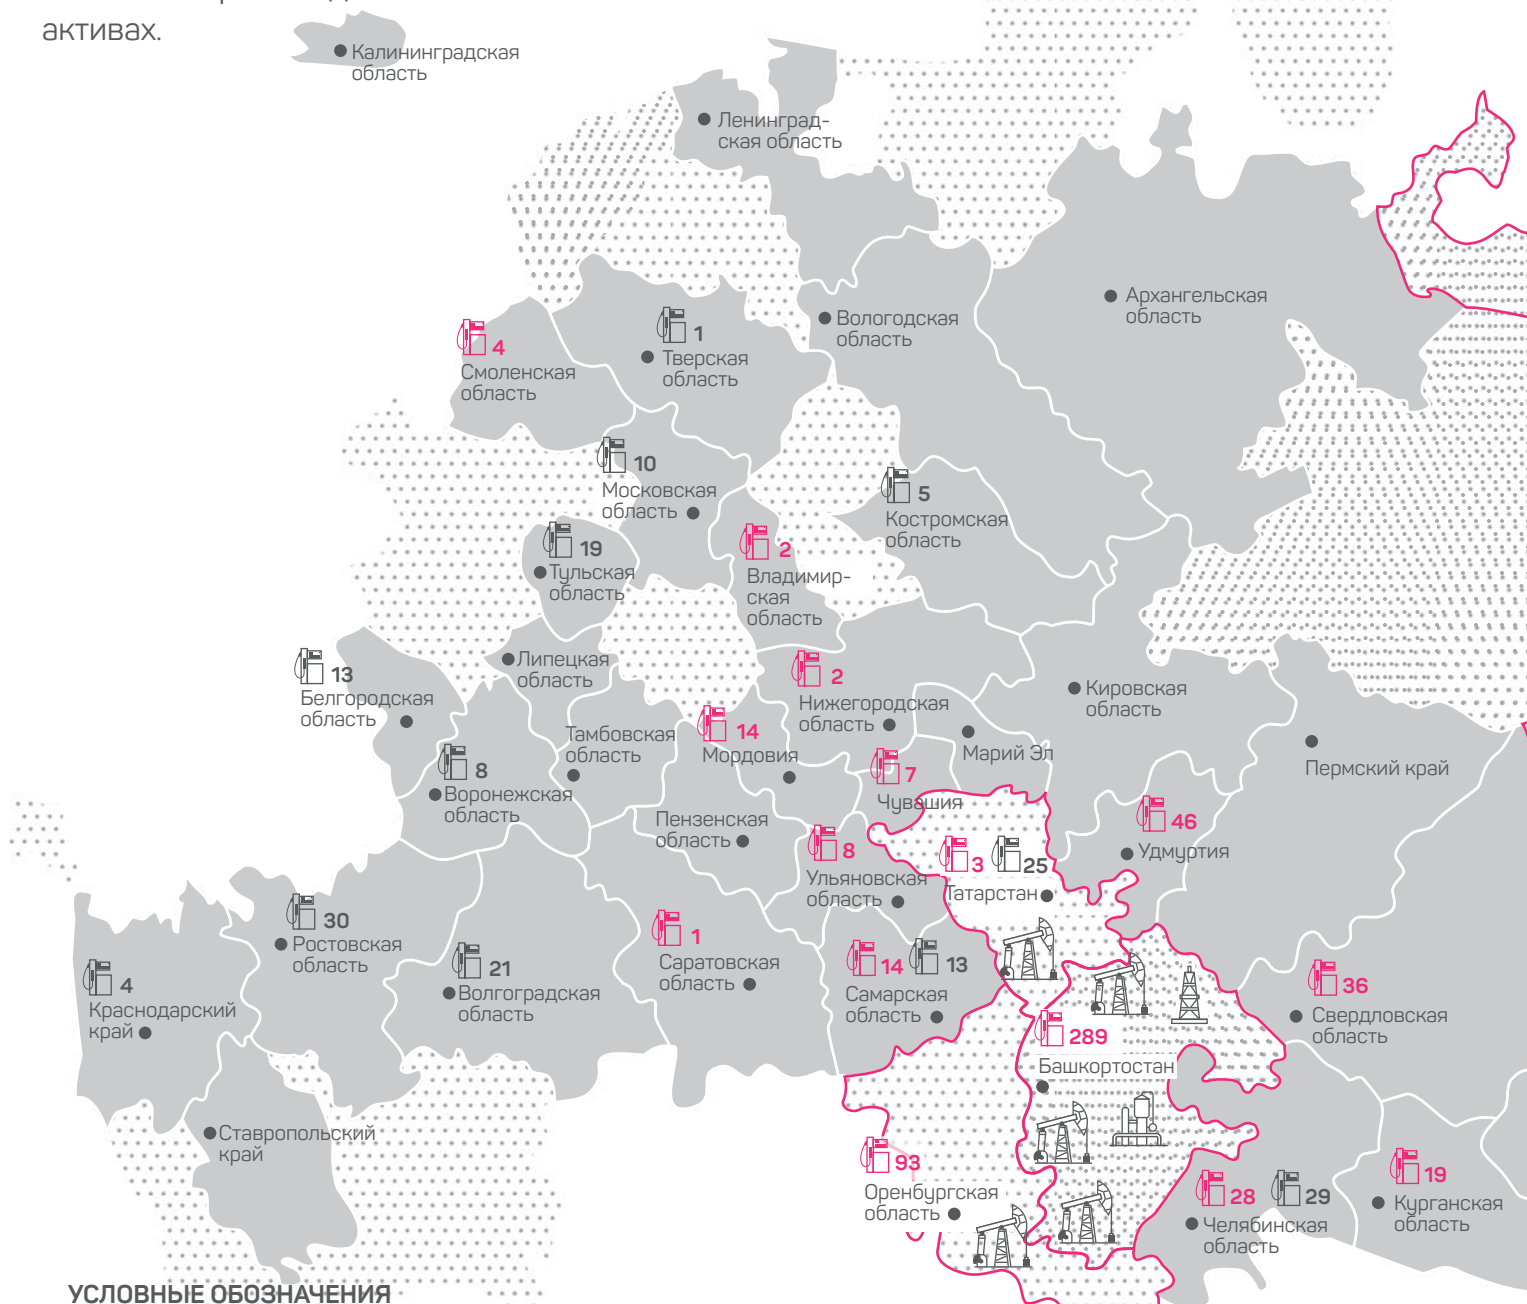 активах.
Калининградская
область
Ленинград-
ская область
Архангельская
область
Вологодская
область
1
Тверская
область
4
Смоленская
область
10
Московская
область
5
Костромская
область
19
Тульская
область
2
Владимир-
ская
область
13
Белгородская
область
Липецкая
область
2
Нижегородская
область
Кировская
область
Тамбовская
область
14
Мордовия
Марий Эл
Пермский край
8
Воронежская
область
7
Чувашия
46
Удмуртия
Пензенская
область
8
Ульяновская
область
3
25
Татарстан
30
Ростовская
область
21
Волгоградская
область
1
Саратовская
область
14
13
Самарская
область
4
Краснодарский
край
36
Свердловская
область
289
Башкортостан
Ставропольский
край
93
Оренбургская
область
28
29
Челябинская
область
19
Курганская
область
УСЛОВНЫЕ ОБОЗНАЧЕНИЯ